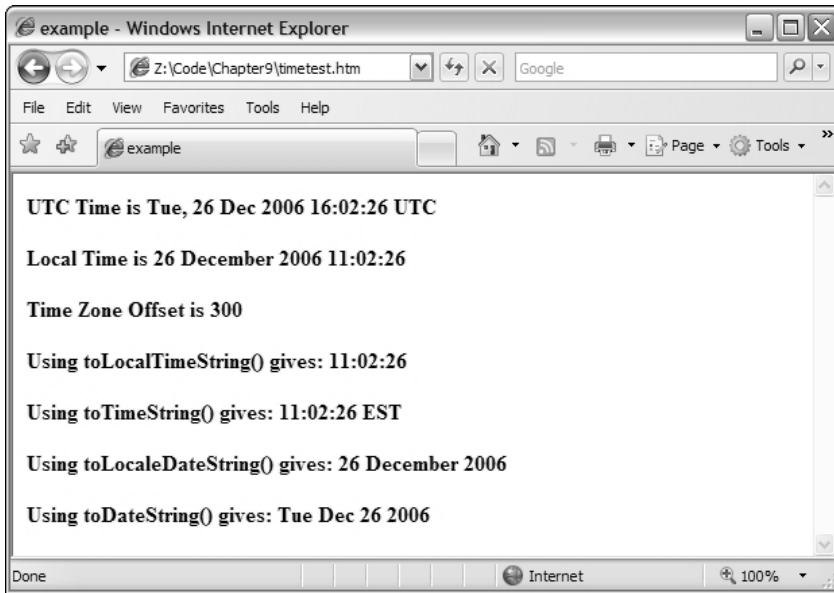 example - Windows Internet Explorer
Z:\Code\Chapter9\timetest.htm
Google
File Edit View Favorites Tools Help
example
Page
Tools
»
UTC Time is Tue, 26 Dec 2006 16:02:26 UTC
Local Time is 26 December 2006 11:02:26
Time Zone Offset is 300
Using toLocalTimeString() gives: 11:02:26
Using toTimeString() gives: 11:02:26 EST
Using toLocaleDateString() gives: 26 December 2006
Using toDateString() gives: Tue Dec 26 2006
Done
Internet
100%